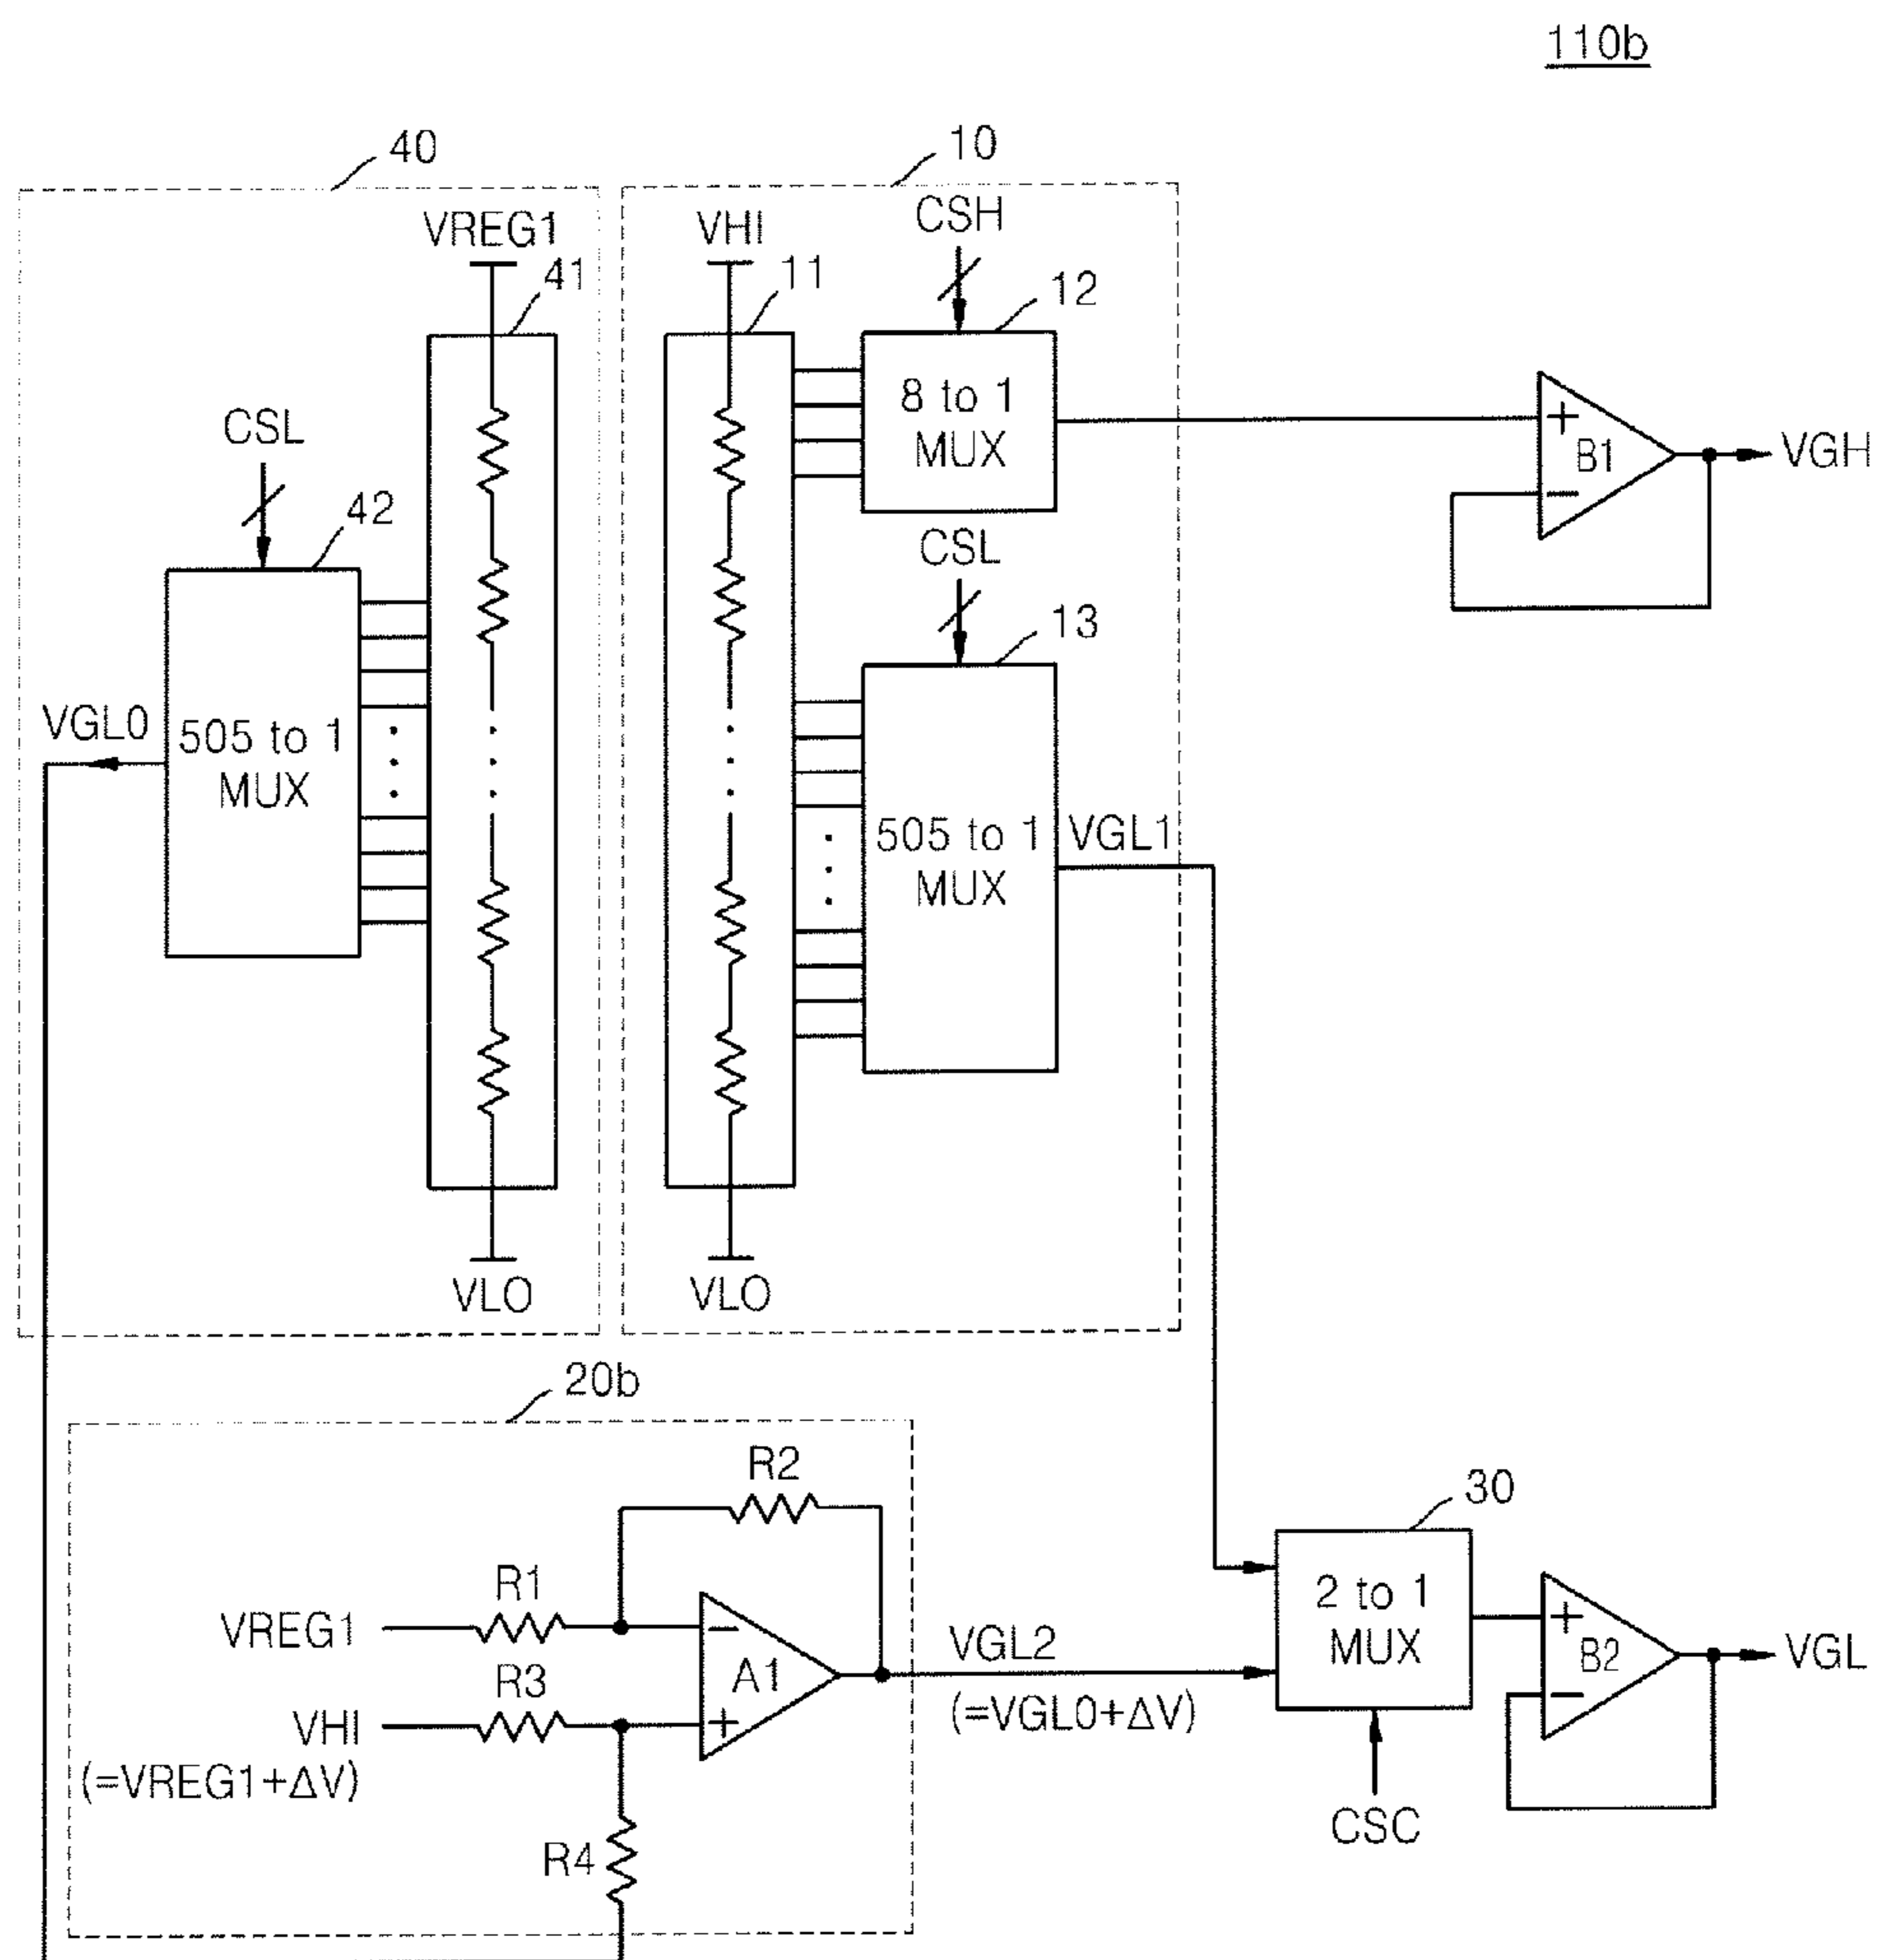 110b
40
10
VREG1
41
VHI
11
CSH
12
8 to 1
MUX
+
B1
−
VGH
CSL
42
505 to 1
MUX
VGL0
CSL
13
505 to 1
MUX
VGL1
VLO
VLO
20b
R2
R1
VREG1
R3
VHI
(=VREG1+ΔV)
−
A1
+
R4
VGL2
(=VGL0+ΔV)
30
2 to 1
MUX
CSC
+
B2
−
VGL